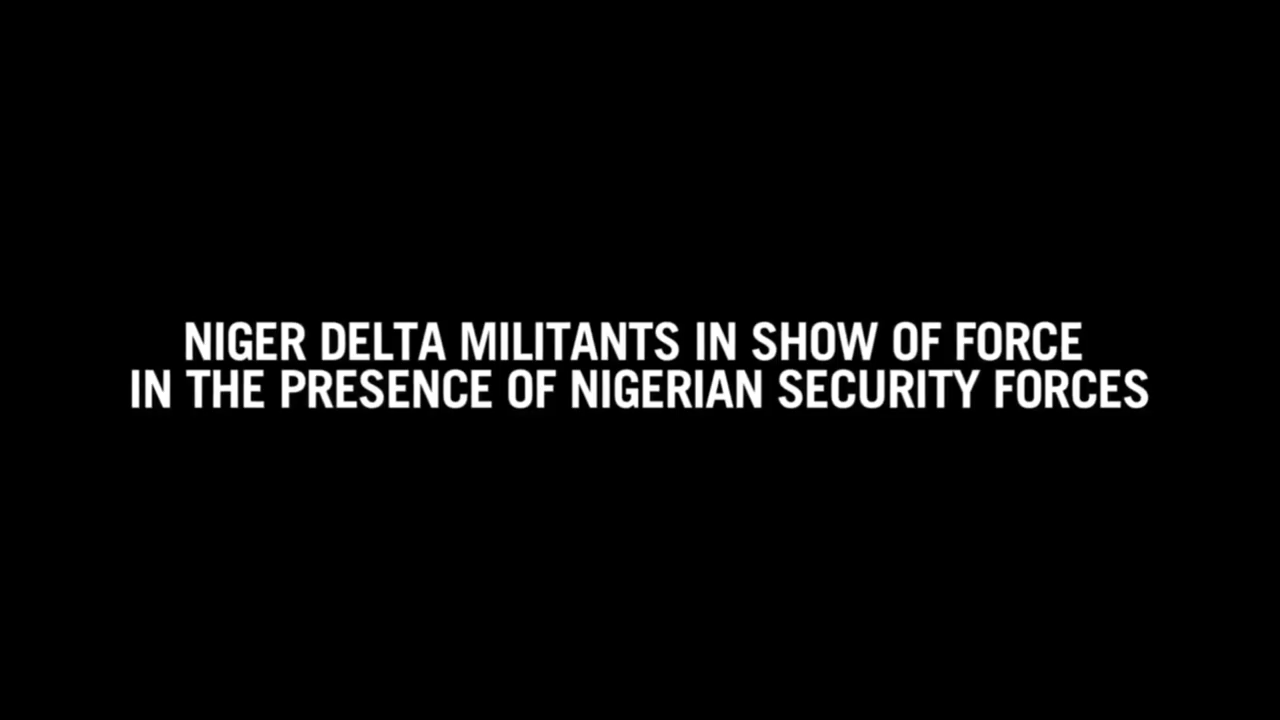 NIGER DELTA MILITANTS IN SHOW OF FORCE
IN THE PRESENCE OF NIGERIAN SECURITY FORCES